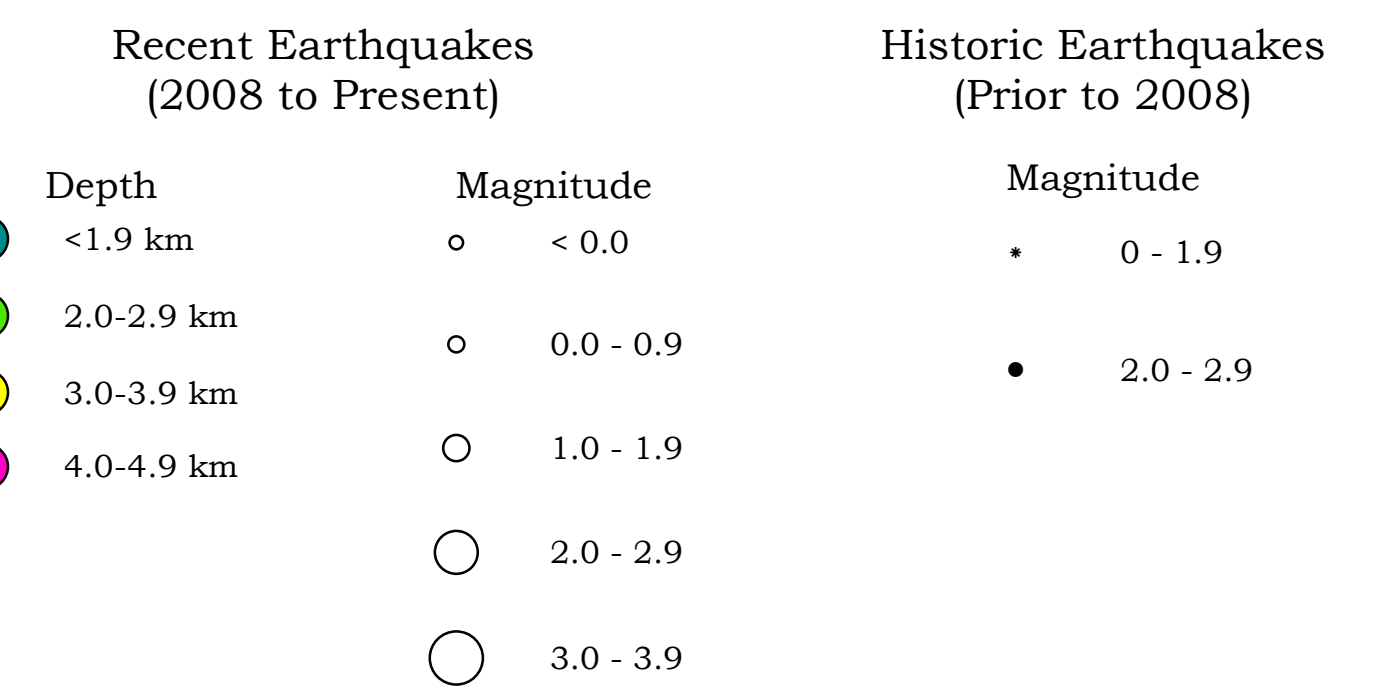 Recent Earthquakes
(2008 to Present)
Depth
<1.9 km
2.0-2.9 km
3.0-3.9 km
4.0-4.9 km
Magnitude
< 0.0
0.0 - 0.9
1.0 - 1.9
2.0 - 2.9
3.0 - 3.9
Historic Earthquakes
(Prior to 2008)
Magnitude
0 - 1.9
2.0 - 2.9